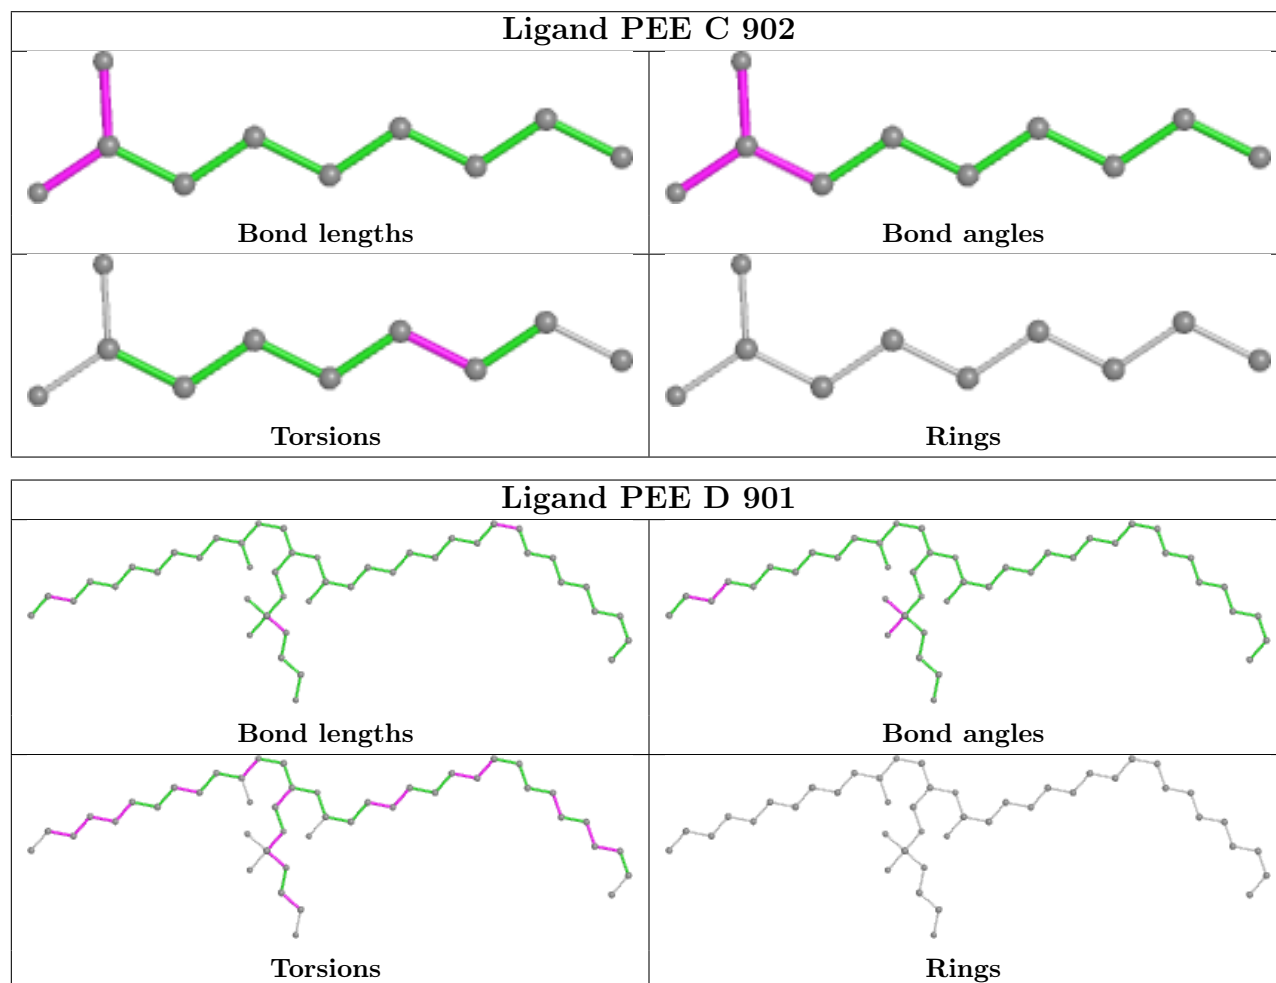 Ligand PEE C 902
Bond lengths
Bond angles
Torsions
Rings
Ligand PEE D 901
Bond lengths
Bond angles
Torsions
Rings